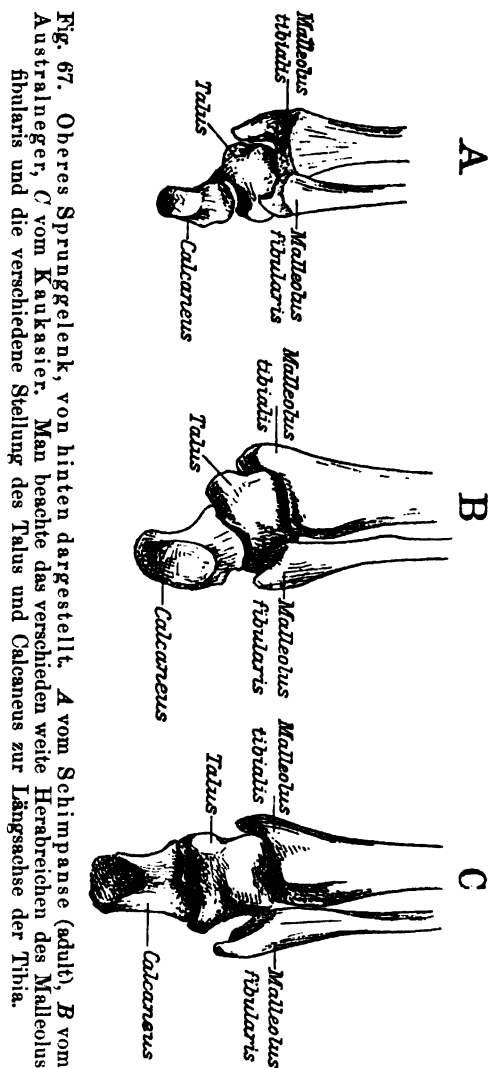 A
Malleolus
tibialis
Talus
Malleolus
fibularis
Calcaneus
B
Malleolus
tibialis
Talus
Malleolus
fibularis
Calcaneus
C
Malleolus
tibialis
Talus
Malleolus
fibularis
Calcaneus
Fig. 67. Oberes Sprunggelenk, von hinten dargestellt. A vom Schimpanse (adult), B vom
Australneger, C vom Kaukasier. Man beachte das verschieden weite Herabreichen des Malleolus
fibularis und die verschiedene Stellung des Talus und Calcaneus zur Längsachse der Tibia.